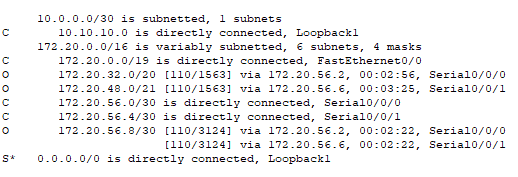 10.0.0.0/30 is subnetted, 1 subnets
C       10.10.10.0 is directly connected, Loopback1
     172.20.0.0/16 is variably subnetted, 6 subnets, 4 masks
C       172.20.0.0/19 is directly connected, FastEthernet0/0
O       172.20.32.0/20 [110/1563] via 172.20.56.2, 00:02:56, Serial0/0/0
O       172.20.48.0/21 [110/1563] via 172.20.56.6, 00:03:25, Serial0/0/1
C       172.20.56.0/30 is directly connected, Serial0/0/0
C       172.20.56.4/30 is directly connected, Serial0/0/1
O       172.20.56.8/30 [110/3124] via 172.20.56.2, 00:02:22, Serial0/0/0
                       [110/3124] via 172.20.56.6, 00:02:22, Serial0/0/1
S*   0.0.0.0/0 is directly connected, Loopback1